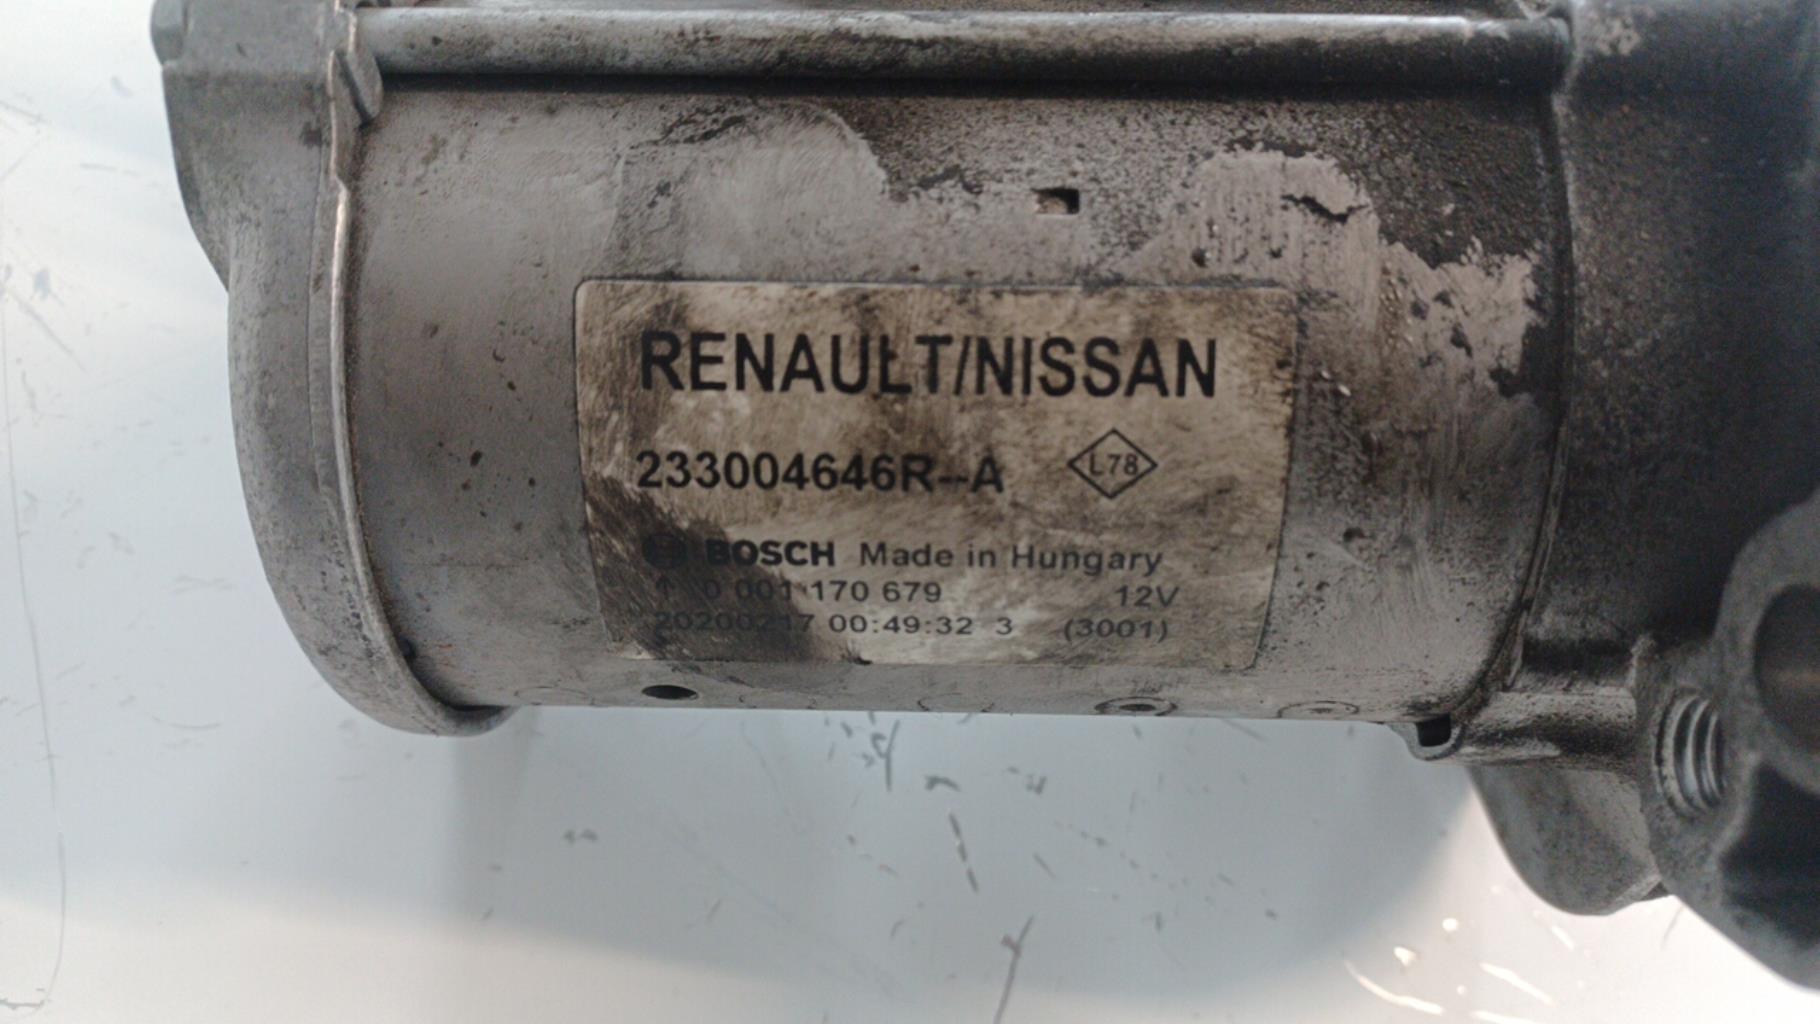 RENAULT/NISSAN
233004646R--A L78
BOSCH Made in Hungary
0 001 170 679 12V
20200217 00:49:32 3 (3001)